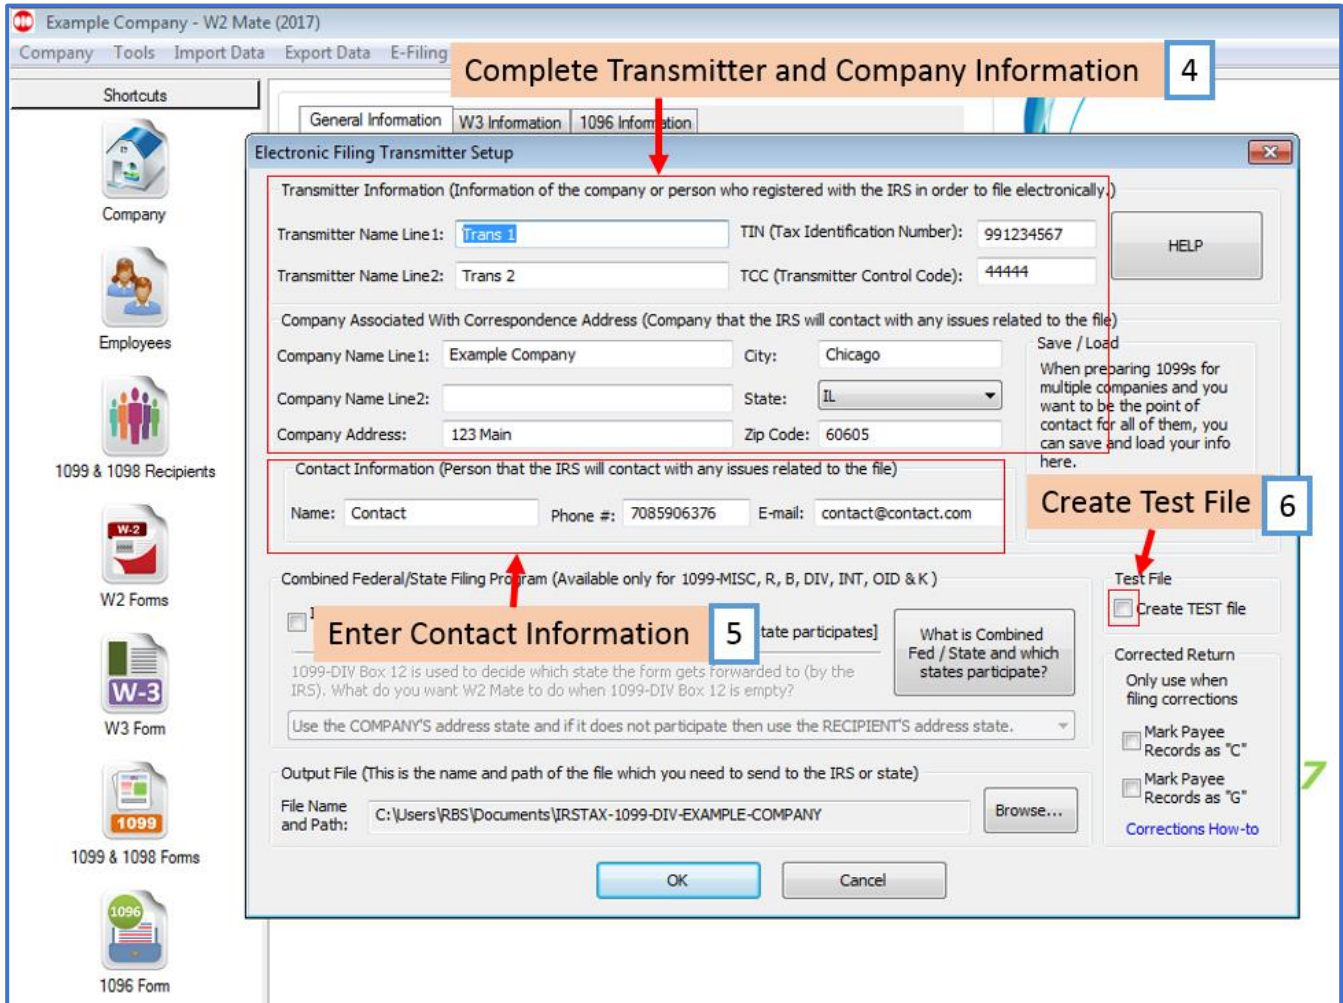 Example Company - W2 Mate (2017)
Company Tools Import Data Export Data E-Filing
Complete Transmitter and Company Information 4
Shortcuts
General Information W3 Information 1096 Information
Electronic Filing Transmitter Setup
Transmitter Information (Information of the company or person who registered with the IRS in order to file electronically.)
Transmitter Name Line1: Trans 1 TIN (Tax Identification Number): 991234567
HELP
Transmitter Name Line2: Trans 2 TCC (Transmitter Control Code): 44444
Company Associated With Correspondence Address (Company that the IRS will contact with any issues related to the file)
Company Name Line1: Example Company City: Chicago
Company Name Line2: State: IL
Company Address: 123 Main Zip Code: 60605
Save / Load
When preparing 1099s for
multiple companies and you
want to be the point of
contact for all of them, you
can save and load your info
here.
Contact Information (Person that the IRS will contact with any issues related to the file)
Name: Contact Phone #: 7085906376 E-mail: contact@contact.com
Create Test File 6
Combined Federal/State Filing Program (Available only for 1099-MISC, R, B, DIV, INT, OID & K )
Enter Contact Information 5
tate participates]
What is Combined
Fed / State and which
states participate?
1099-DIV Box 12 is used to decide which state the form gets forwarded to (by the
IRS). What do you want W2 Mate to do when 1099-DIV Box 12 is empty?
Use the COMPANY'S address state and if it does not participate then use the RECIPIENT'S address state.
Test File
Create TEST file
Corrected Return
Only use when
filing corrections
Mark Payee
Records as "C"
Mark Payee
Records as "G"
Corrections How-to
7
Output File (This is the name and path of the file which you need to send to the IRS or state)
File Name
and Path: C:\Users\RBS\Documents\IRSTAX-1099-DIV-EXAMPLE-COMPANY Browse...
OK Cancel
Company
Employees
1099 & 1098 Recipients
W-2
W2 Forms
W-3
W3 Form
1099
1099 & 1098 Forms
1096
1096 Form